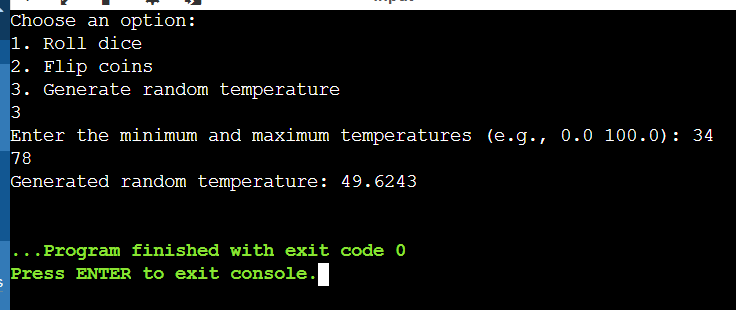 Choose an option:
1. Roll dice
2. Flip coins
3. Generate random temperature
3
Enter the minimum and maximum temperatures (e.g., 0.0 100.0): 34
78
Generated random temperature: 49.6243
...Program finished with exit code 0
Press ENTER to exit console.